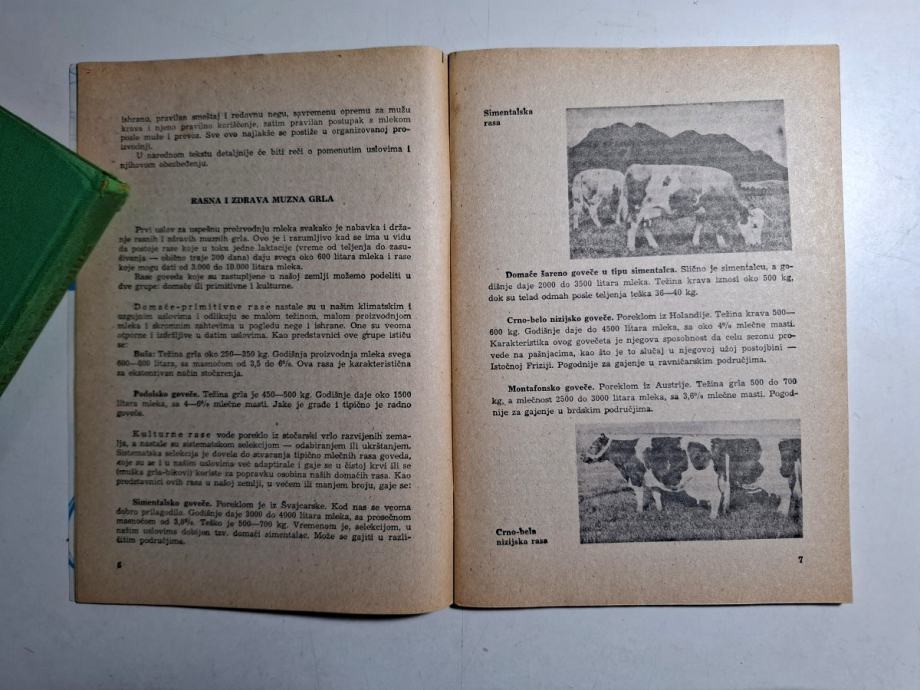 ishranu, pravilan smeštaj i redovnu negu, savremenu opremu za mužu
krava i njeno pravilno korišćenje, zatim pravilan postupak s mlekom
posle muže i prevoz. Sve ovo najlakše se postiže u organizovanoj pro-
izvodnji.
U narednom tekstu detaljnije će biti reči o pomenutim uslovima i
njihovom obezbeđenju.
RASNA I ZDRAVA MUZNA GRLA
Prvi uslov za uspešnu proizvodnju mleka svakako je nabavka i drža-
nje rasnih i zdravih muznih grla. Ovo je i razumljivo kad se ima u vidu
da postoje rase koje u toku jedne laktacije (vreme od teljenja do zasu-
šivanja — obično traje 300 dana) daju svega oko 600 litara mleka i rase
koje mogu dati od 3.000 do 10.000 litara mleka.
Rase goveda koje su zastupljene u našoj zemlji možemo podeliti u
dve grupe: domaće ili primitivne i kulturne.
Domaće-primitivne rase nastale su u našim klimatskim i
uzgojnim uslovima i odlikuju se malom težinom, malom proizvodnjom
mleka i skromnim zahtevima u pogledu nege i ishrane. One su veoma
otporne i izdržljive u datim uslovima. Kao predstavnici ove grupe ističu
se:
Buša: Težina grla oko 250—350 kg. Godišnja proizvodnja mleka svega
600—800 litara, sa masnoćom od 3,5 do 6%. Ova rasa je karakteristična
za ekstenzivan način stočarenja.
Podolsko goveče. Težina grla je 450—500 kg. Godišnje daje oko 1500
litara mleka, sa 4—6% mlečne masti. Jake je građe i tipično je radno
goveče.
Kulturne rase vode poreklo iz stočarski vrlo razvijenih zema-
lja, a nastale su sistematskom selekcijom — odabiranjem ili ukrštanjem.
Sistematska selekcija je dovela do stvaranja tipično mlečnih rasa goveda,
koje su se i u našim uslovima već adaptirale i gaje se u čistoj krvi ili se
(muška grla-bikovi) koriste za popravku osobina naših domaćih rasa. Kao
predstavnici ovih rasa u našoj zemlji, u većem ili manjem broju, gaje se:
Simentalsko goveče. Poreklom je iz Švajcarske. Kod nas se veoma
dobro prilagodilo. Godišnje daje 3000 do 4000 litara mleka, sa prosečnom
masnoćom od 3,8%. Teško je 500—700 kg. Vremenom je, selekcijom, u
našim uslovima dobijen tzv. domaći simentalac. Može se gajiti u razli-
čitim područjima.
6
Simentalska
rasa
Domaće šareno goveče u tipu simentalca. Slično je simentalcu, a go-
dišnje daje 2000 do 3500 litara mleka. Težina krava iznosi oko 500 kg,
dok su telad odmah posle teljenja teška 36—40 kg.
Crno-belo nizijsko goveče. Poreklom iz Holandije. Težina krava 500—
600 kg. Godišnje daje do 4500 litara mleka, sa oko 4% mlečne masti.
Karakteristika ovog govečeta je njegova sposobnost da celu sezonu pro-
vede na pašnjacima, kao što je to slučaj u njegovoj užoj postojbini —
Istočnoj Friziji. Pogodnije za gajenje u ravničarskim područjima.
Montafonsko goveče. Poreklom iz Austrije. Težina grla 500 do 700
kg, a mlečnost 2500 do 3000 litara mleka, sa 3,6% mlečne masti. Pogod-
nije za gajenje u brdskim područjima.
Crno-bela
nizijska rasa
7